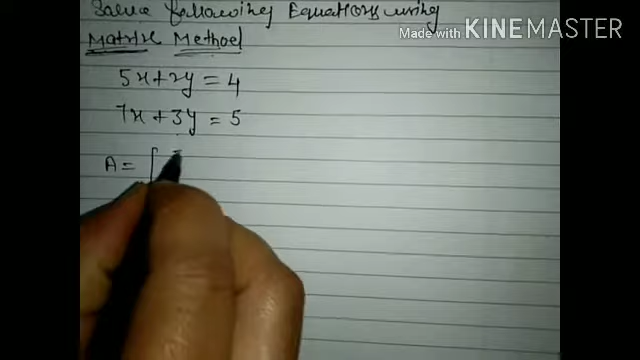 Solve following Equations using
Made with KINEMASTER
Matrix Method
5x+2y = 4
7x + 3y = 5
A = [